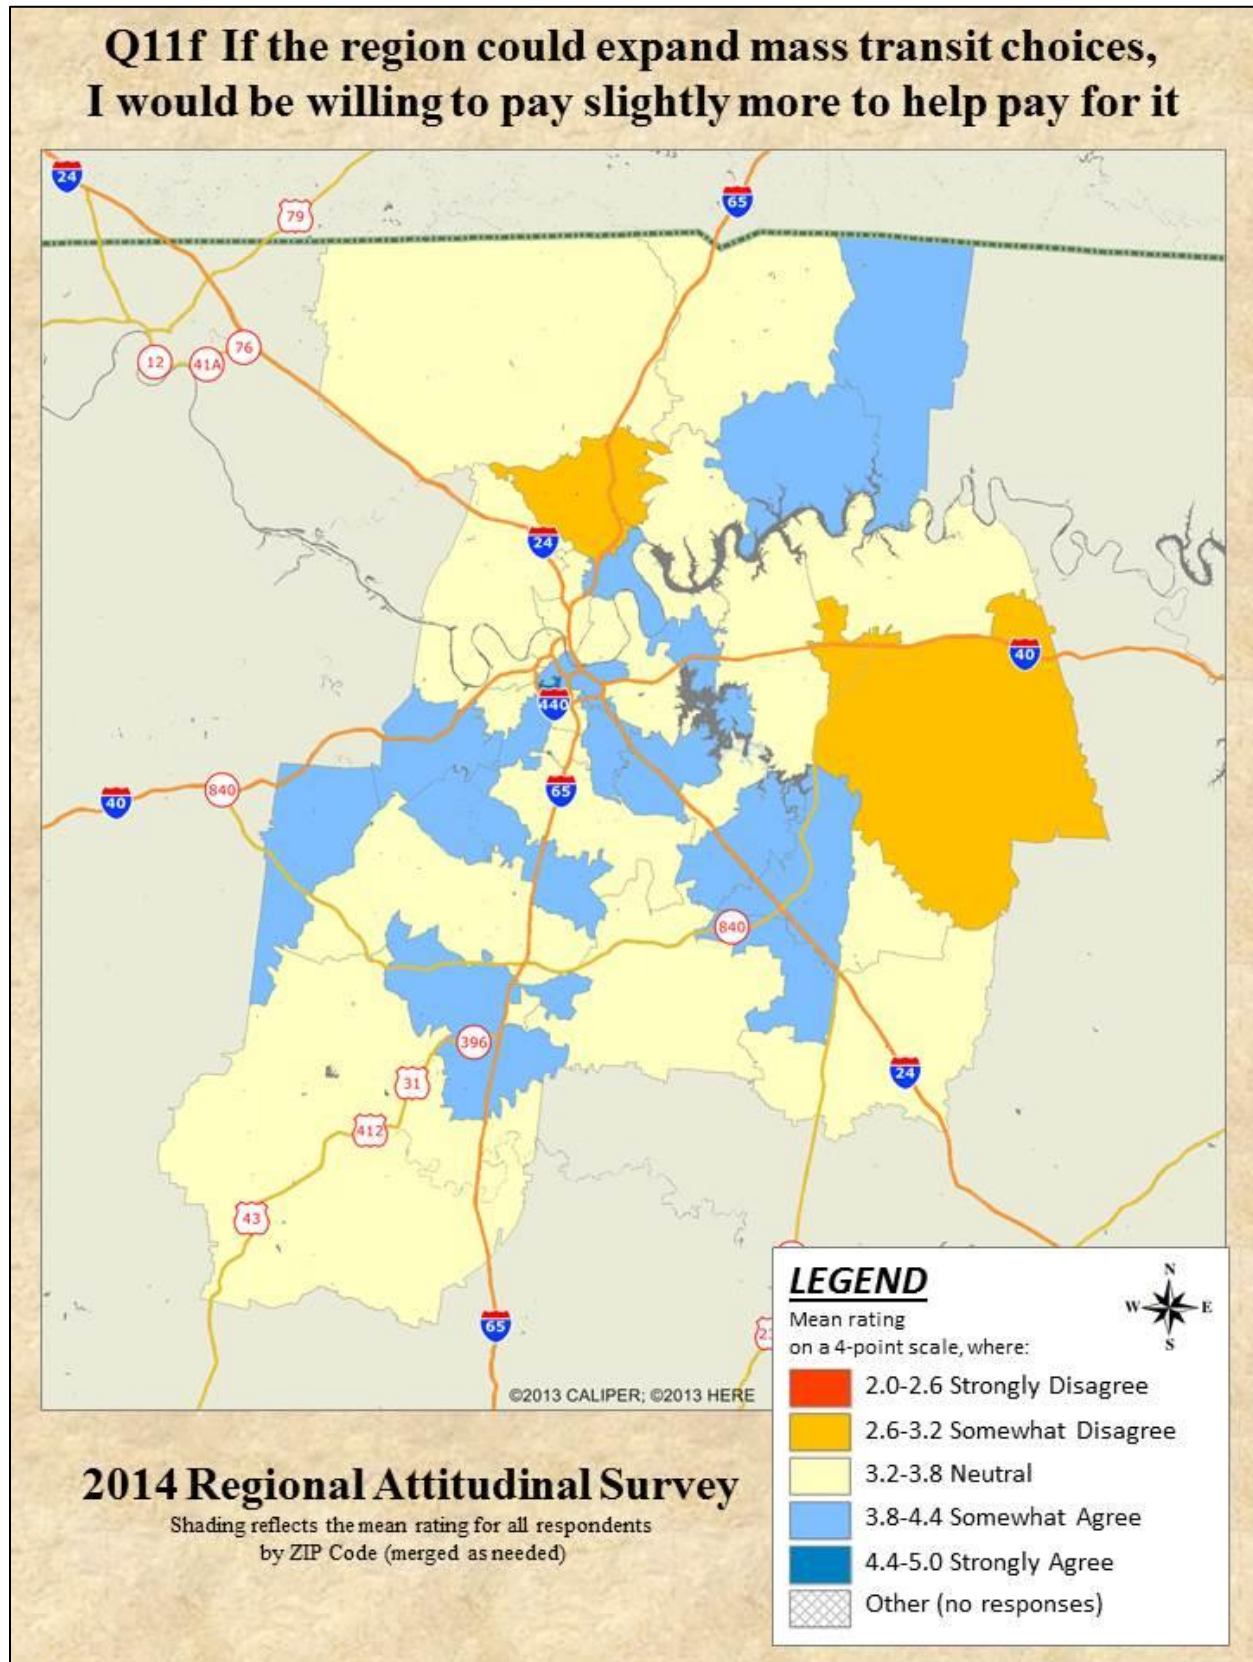 Q11f If the region could expand mass transit choices,
I would be willing to pay slightly more to help pay for it
24
65
79
12
41A
76
24
40
440
840
40
65
840
396
31
24
412
43
65
©2013 CALIPER; ©2013 HERE
LEGEND
Mean rating
on a 4-point scale, where:
2.0-2.6 Strongly Disagree
2.6-3.2 Somewhat Disagree
3.2-3.8 Neutral
3.8-4.4 Somewhat Agree
4.4-5.0 Strongly Agree
Other (no responses)
N
W
E
S
2014 Regional Attitudinal Survey
Shading reflects the mean rating for all respondents
by ZIP Code (merged as needed)